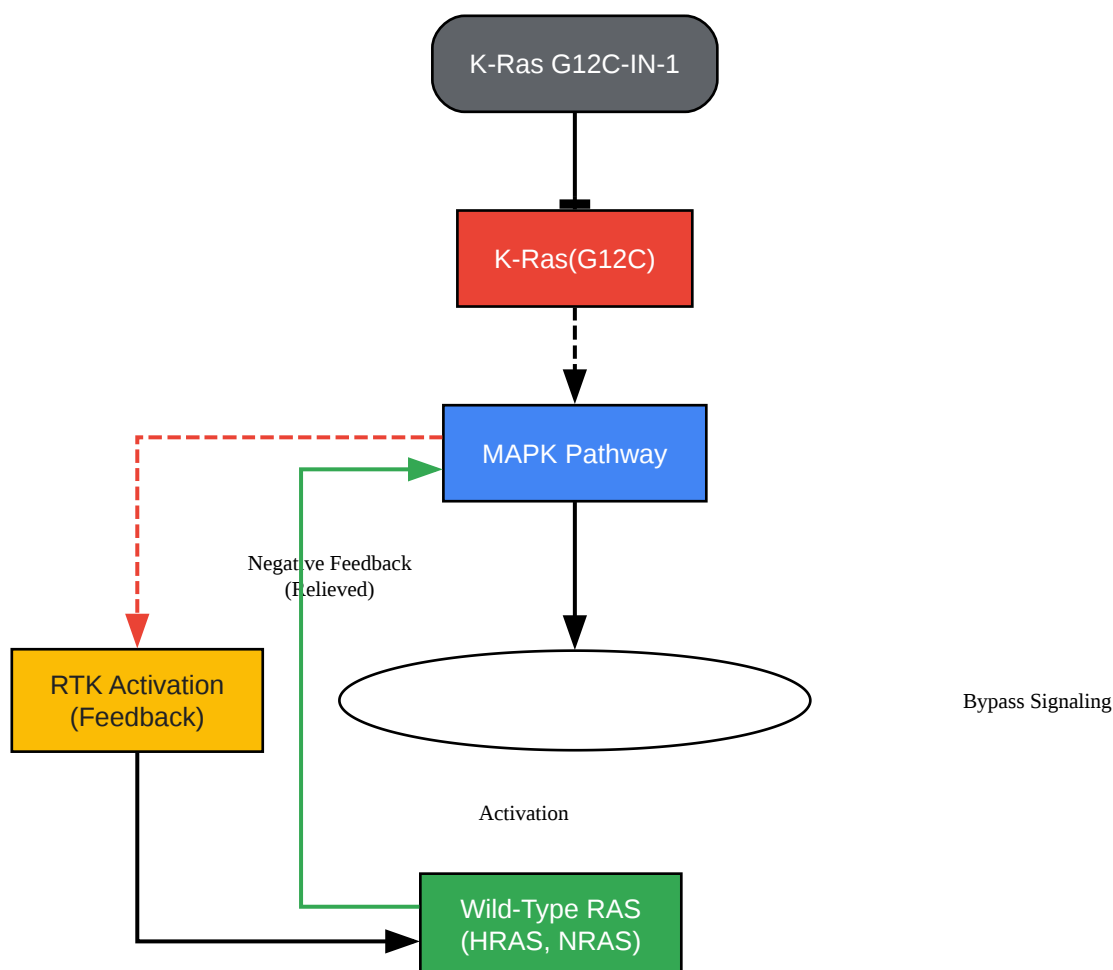 K-Ras G12C-IN-1
K-Ras(G12C)
MAPK Pathway
Negative Feedback
(Relieved)
RTK Activation
(Feedback)
Bypass Signaling
Activation
Wild-Type RAS
(HRAS, NRAS)